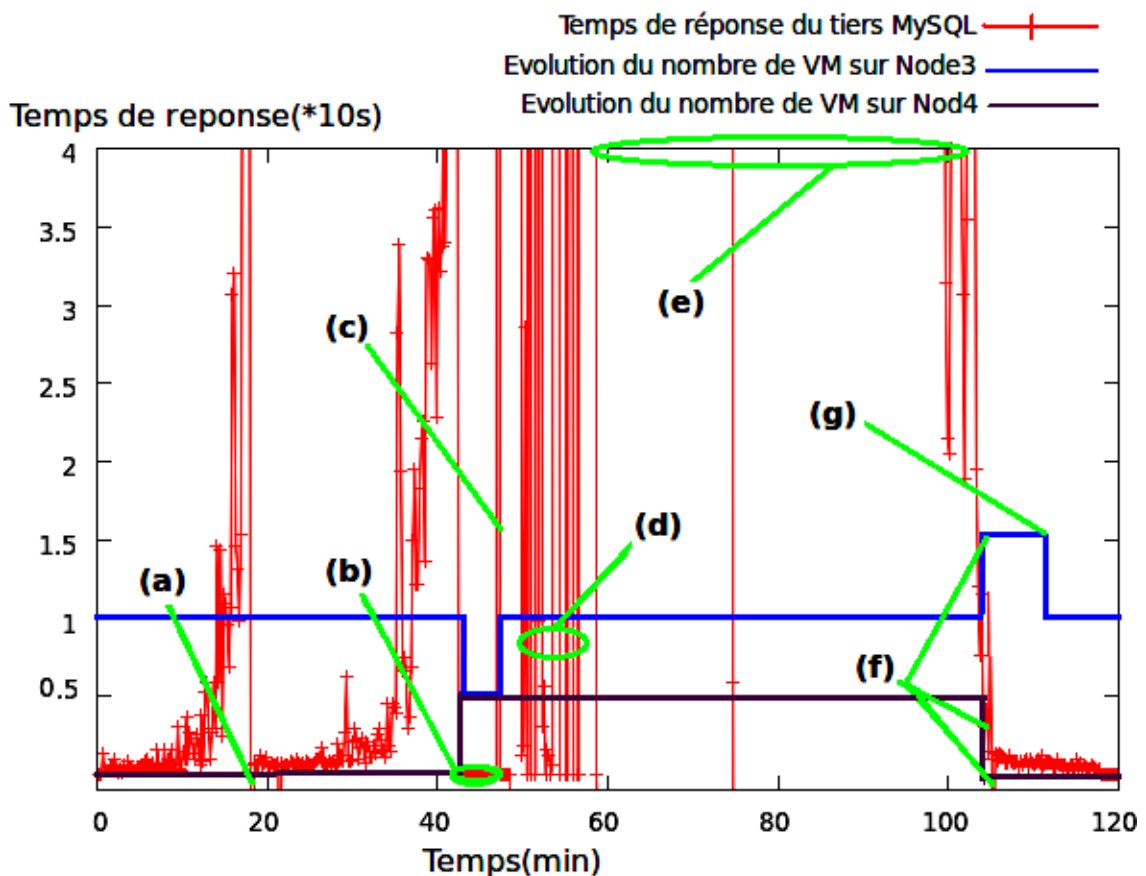 Temps de réponse du tiers MySQL
Evolution du nombre de VM sur Node3
Evolution du nombre de VM sur Nod4
Temps de reponse(*10s)
4
3.5
3
2.5
2
1.5
1
0.5
(e)
(c)
(g)
(d)
(a)
(b)
(f)
0 20 40 60 80 100 120
Temps(min)